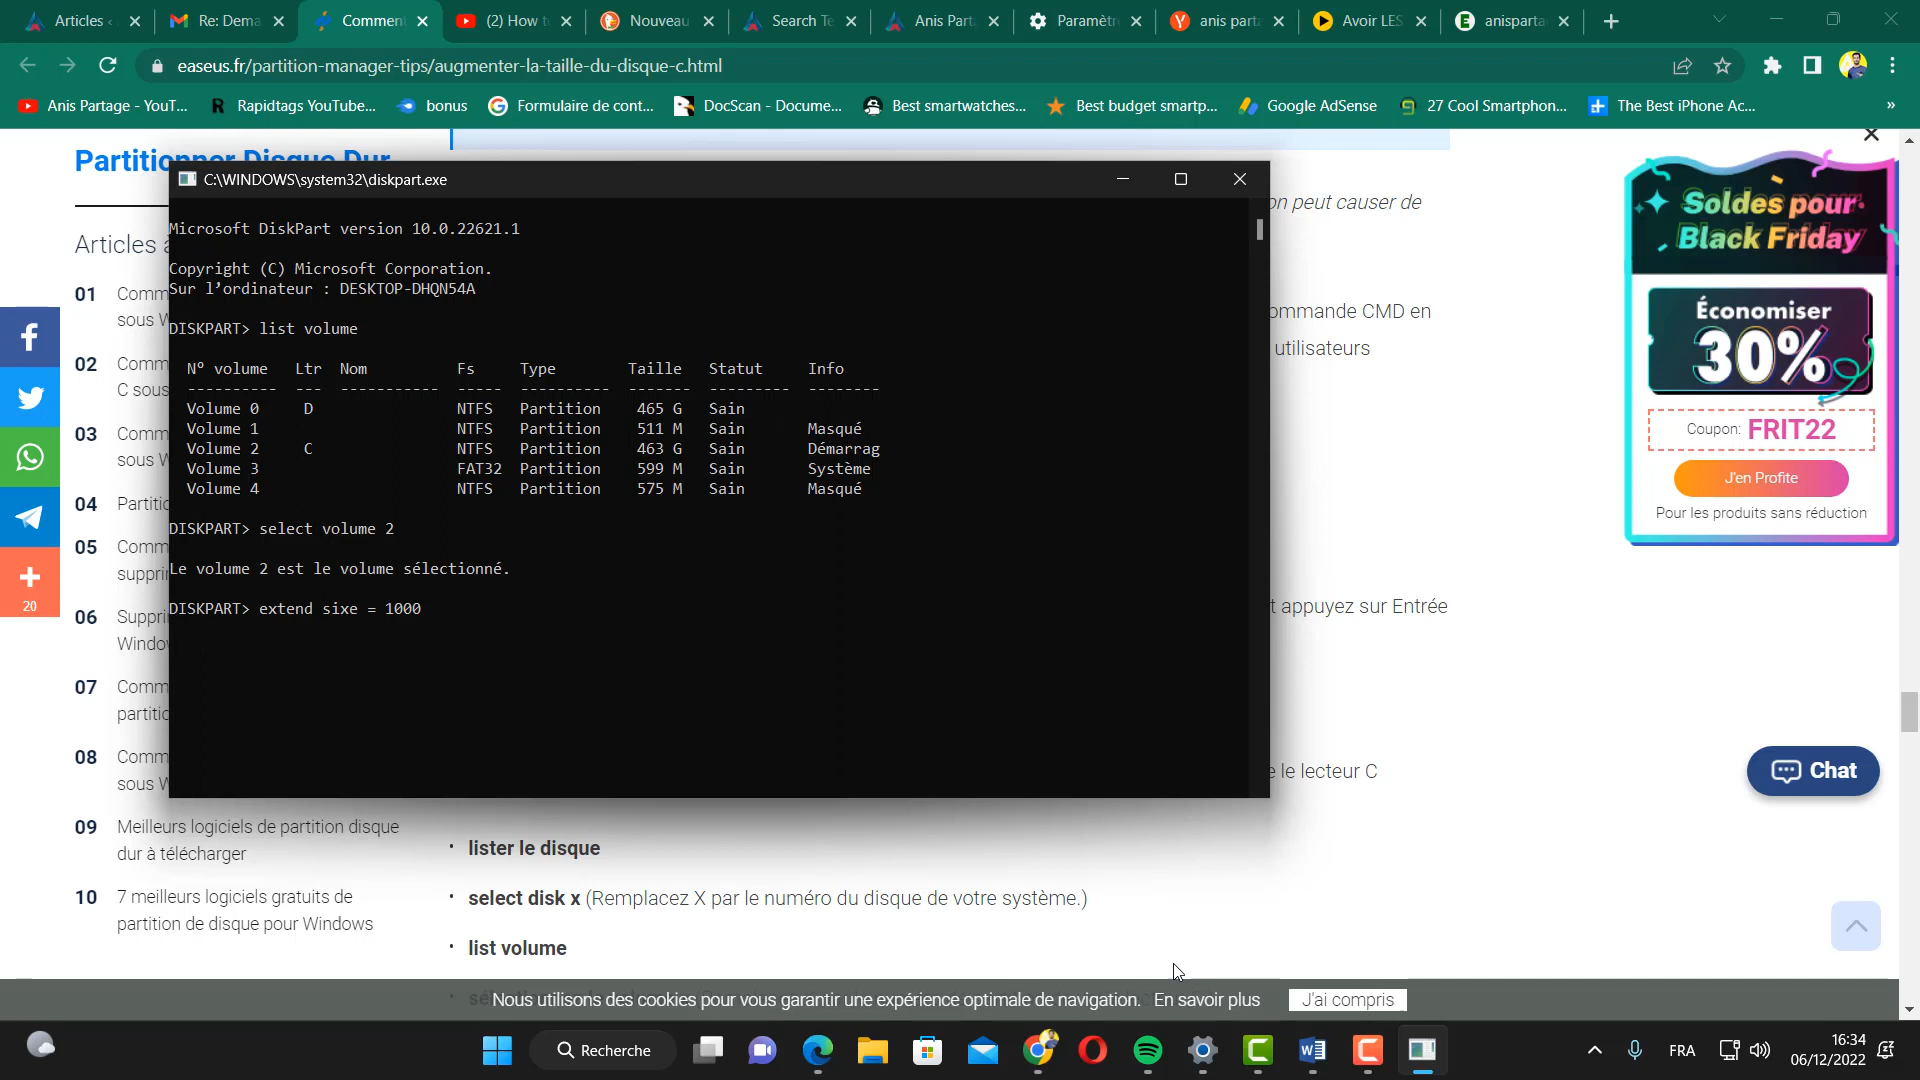 Articles
Re: Dema
Comment
(2) How t
Nouveau
Search Te
Anis Part
Paramètr
anis parta
Avoir LES
anisparta
easeus.fr/partition-manager-tips/augmenter-la-taille-du-disque-c.html
Anis Partage - YouT...
Rapidtags YouTube...
bonus
Formulaire de cont...
DocScan - Docume...
Best smartwatches...
Best budget smartp...
Google AdSense
27 Cool Smartphon...
The Best iPhone Ac...
»
Partitionner Disque Dur
Articles à
01 Comm
sous W
02 Comm
C sous
03 Comm
sous W
04 Partitic
05 Comm
supprin
06 Supprin
Windo
07 Comm
partitic
08 Comm
sous W
09 Meilleurs logiciels de partition disque
dur à télécharger
10 7 meilleurs logiciels gratuits de
partition de disque pour Windows
20
C:\WINDOWS\system32\diskpart.exe
Microsoft DiskPart version 10.0.22621.1
Copyright (C) Microsoft Corporation.
Sur l’ordinateur : DESKTOP-DHQN54A
DISKPART> list volume
N° volume Ltr Nom Fs Type Taille Statut Info
---------- --- ----------- ----- ---------- ------- --------- --------
Volume 0 D NTFS Partition 465 G Sain
Volume 1 NTFS Partition 511 M Sain Masqué
Volume 2 C NTFS Partition 463 G Sain Démarrag
Volume 3 FAT32 Partition 599 M Sain Système
Volume 4 NTFS Partition 575 M Sain Masqué
DISKPART> select volume 2
Le volume 2 est le volume sélectionné.
DISKPART> extend sixe = 1000
on peut causer de
ommande CMD en
utilisateurs
t appuyez sur Entrée
e le lecteur C
· lister le disque
· select disk x (Remplacez X par le numéro du disque de votre système.)
· list volume
Soldes pour
Black Friday
Économiser
30%
Coupon: FRIT22
J'en Profite
Pour les produits sans réduction
Chat
Nous utilisons des cookies pour vous garantir une expérience optimale de navigation. En savoir plus
J'ai compris
Recherche
FRA
16:34
06/12/2022